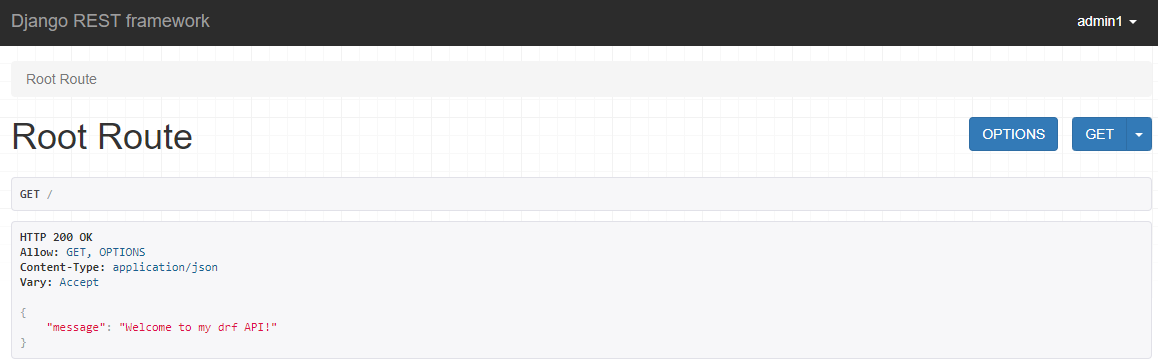 Django REST framework admin1
Root Route
Root Route OPTIONS GET
GET /
HTTP 200 OK
Allow: GET, OPTIONS
Content-Type: application/json
Vary: Accept
{
    "message": "Welcome to my drf API!"
}